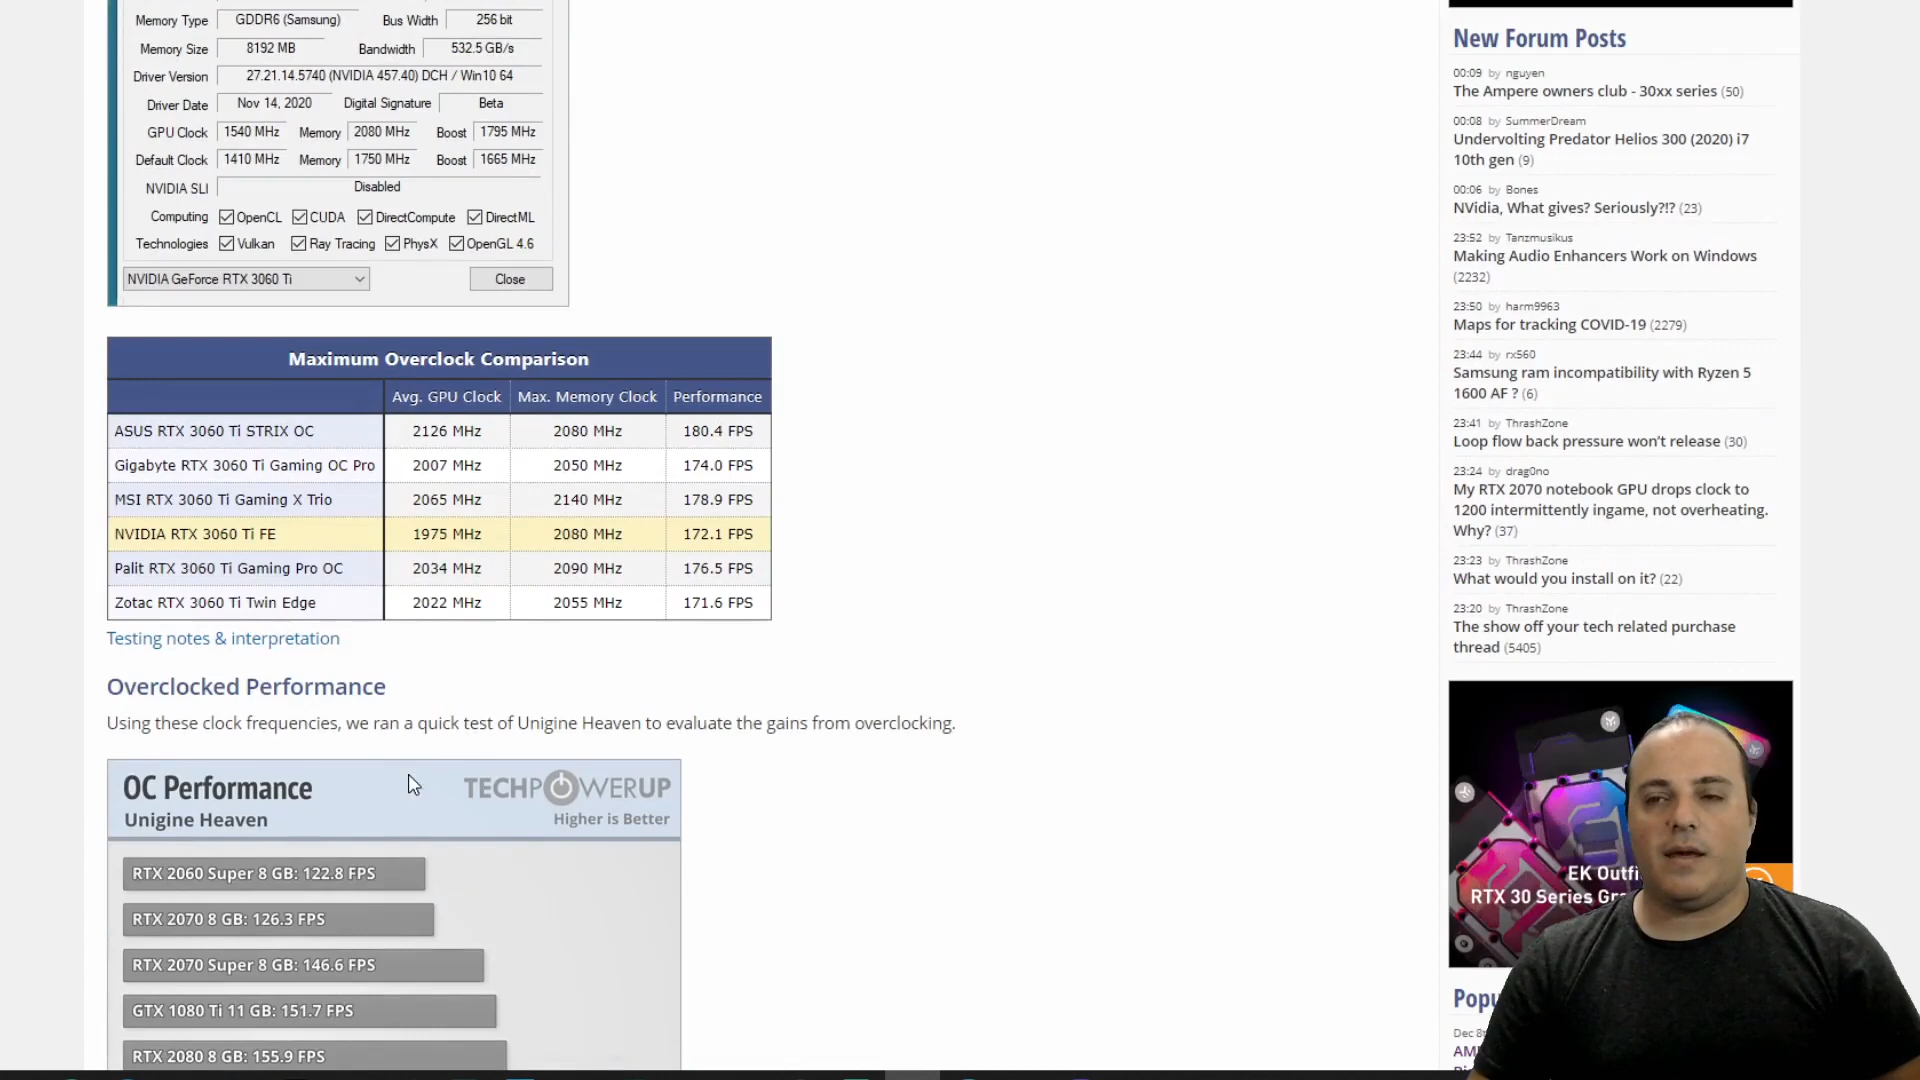 Memory Type GDDR6 (Samsung) Bus Width 256 bit
Memory Size 8192 MB Bandwidth 532.5 GB/s
Driver Version 27.21.14.5740 (NVIDIA 457.40) DCH / Win10 64
Driver Date Nov 14, 2020 Digital Signature Beta
GPU Clock 1540 MHz Memory 2080 MHz Boost 1795 MHz
Default Clock 1410 MHz Memory 1750 MHz Boost 1665 MHz
NVIDIA SLI Disabled
Computing OpenCL CUDA DirectCompute DirectML
Technologies Vulkan Ray Tracing PhysX OpenGL 4.6
NVIDIA GeForce RTX 3060 Ti Close
Maximum Overclock Comparison
Avg. GPU Clock Max. Memory Clock Performance
ASUS RTX 3060 Ti STRIX OC 2126 MHz 2080 MHz 180.4 FPS
Gigabyte RTX 3060 Ti Gaming OC Pro 2007 MHz 2050 MHz 174.0 FPS
MSI RTX 3060 Ti Gaming X Trio 2065 MHz 2140 MHz 178.9 FPS
NVIDIA RTX 3060 Ti FE 1975 MHz 2080 MHz 172.1 FPS
Palit RTX 3060 Ti Gaming Pro OC 2034 MHz 2090 MHz 176.5 FPS
Zotac RTX 3060 Ti Twin Edge 2022 MHz 2055 MHz 171.6 FPS
Testing notes & interpretation
Overclocked Performance
Using these clock frequencies, we ran a quick test of Unigine Heaven to evaluate the gains from overclocking.
OC Performance TECHPOWERUP
Unigine Heaven Higher is Better
RTX 2060 Super 8 GB: 122.8 FPS
RTX 2070 8 GB: 126.3 FPS
RTX 2070 Super 8 GB: 146.6 FPS
GTX 1080 Ti 11 GB: 151.7 FPS
RTX 2080 8 GB: 155.9 FPS
New Forum Posts
00:09 by nguyen
The Ampere owners club - 30xx series (50)
00:08 by SummerDream
Undervolting Predator Helios 300 (2020) i7
10th gen (9)
00:06 by Bones
NVidia, What gives? Seriously?!? (23)
23:52 by Tanzmusikus
Making Audio Enhancers Work on Windows
(2232)
23:50 by harm9963
Maps for tracking COVID-19 (2279)
23:44 by rx560
Samsung ram incompatibility with Ryzen 5
1600 AF ? (6)
23:41 by ThrashZone
Loop flow back pressure won't release (30)
23:24 by drag0no
My RTX 2070 notebook GPU drops clock to
1200 intermittently ingame, not overheating.
Why? (37)
23:23 by ThrashZone
What would you install on it? (22)
23:20 by ThrashZone
The show off your tech related purchase
thread (5405)
EK Outfi
RTX 30 Series Gr
Popu
Dec 8